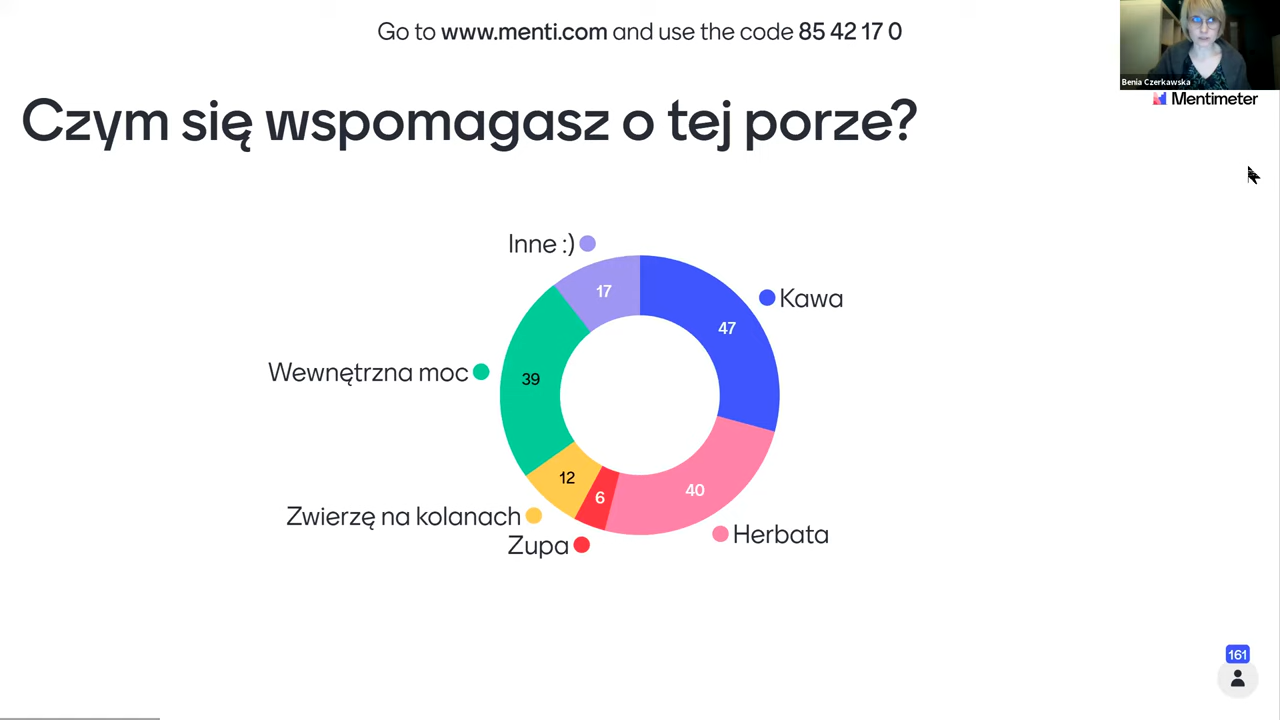 Go to www.menti.com and use the code 85 42 17 0
Benia Czerkawska
Mentimeter
Czym się wspomagasz o tej porze?
Inne :)
17
Kawa
47
Wewnętrzna moc
39
12
6
40
Zwierzę na kolanach
Zupa
Herbata
161